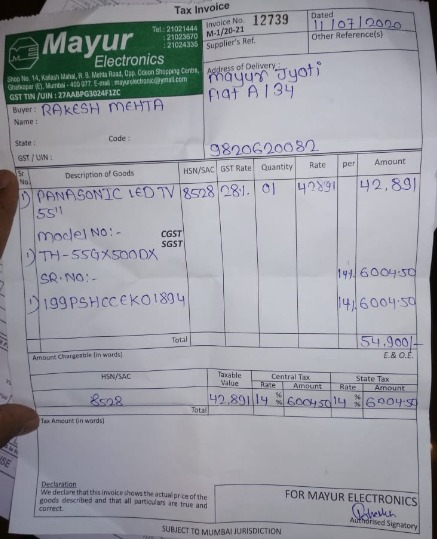 Tax Invoice
Mayur
Electronics
Tel.: 21021444
: 21023670
: 21024336
Shop No. 14, Kailash Mahal, R. B. Mehta Road, Opp. Odeon Shopping Centre,
Ghatkopar (E), Mumbai - 400 077. E-mail : mayurelectronic@ymail.com
GST TIN / UIN : 27AABPG3024F1ZC
Invoice No. 12739
M-1/20-21
Dated
11/07/2020
Supplier's Ref.
Other Reference(s)
Address of Delivery:
Mayur Jyoti
Flat A/34
9820620082
Buyer: RAKESH MEHTA
Name :
State : Code :
GST / UIN :
Sr No. Description of Goods HSN/SAC GST Rate Quantity Rate per Amount
1) PANASONIC LED TV 8528 28%. 01 42891 42,891
55"
Model No:- CGST
SGST
1) TH-55GX500DX
SR. NO:- 14%. 6004.50
1) 199PSHCCEK01894 14%. 6004.50
Total 54,900/-
Amount Chargeable (in words) E.& O.E.
HSN/SAC Taxable Value Central Tax State Tax
Rate Amount Rate Amount
8528 42,891 14 % 6004.50 14 % 6004.50
Total %
Tax Amount (in words)
Declaration
We declare that this invoice shows the actual price of the
goods described and that all particulars are true and
correct.
FOR MAYUR ELECTRONICS
Authorised Signatory
SUBJECT TO MUMBAI JURISDICTION